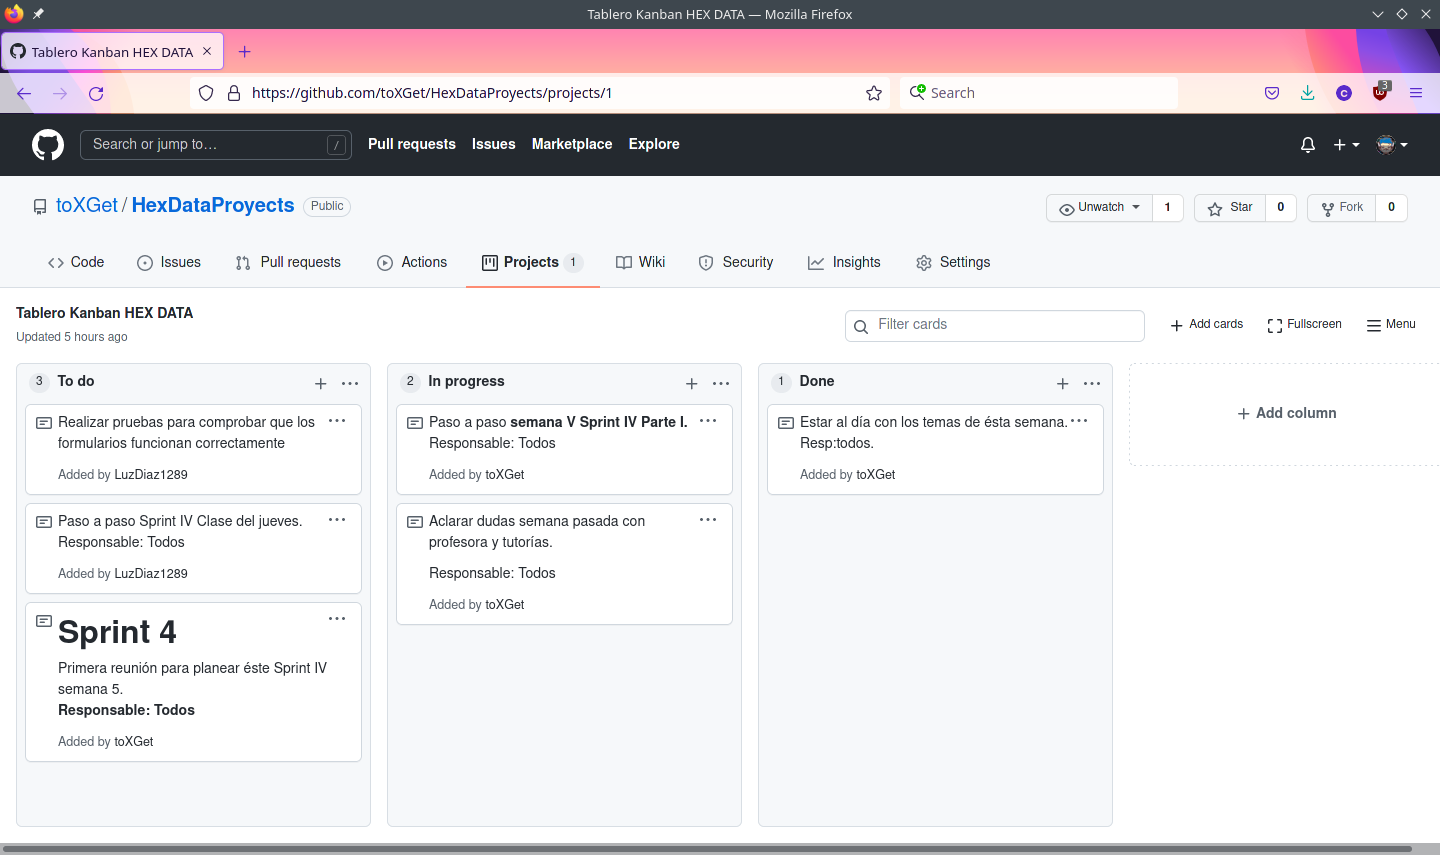 Tablero Kanban HEX DATA — Mozilla Firefox
Tablero Kanban HEX DATA
https://github.com/toXGet/HexDataProyects/projects/1
Search
C
3
Search or jump to…
/
Pull requests
Issues
Marketplace
Explore
toXGet / HexDataProyects
Public
Unwatch
1
Star
0
Fork
0
Code
Issues
Pull requests
Actions
Projects
1
Wiki
Security
Insights
Settings
Tablero Kanban HEX DATA
Updated 5 hours ago
Filter cards
Add cards
Fullscreen
Menu
3
To do
Realizar pruebas para comprobar que los
formularios funcionan correctamente
Added by LuzDiaz1289
Paso a paso Sprint IV Clase del jueves.
Responsable: Todos
Added by LuzDiaz1289
Sprint 4
Primera reunión para planear éste Sprint IV
semana 5.
Responsable: Todos
Added by toXGet
2
In progress
Paso a paso semana V Sprint IV Parte I.
Responsable: Todos
Added by toXGet
Aclarar dudas semana pasada con
profesora y tutorías.
Responsable: Todos
Added by toXGet
1
Done
Estar al día con los temas de ésta semana.
Resp:todos.
Added by toXGet
Add column